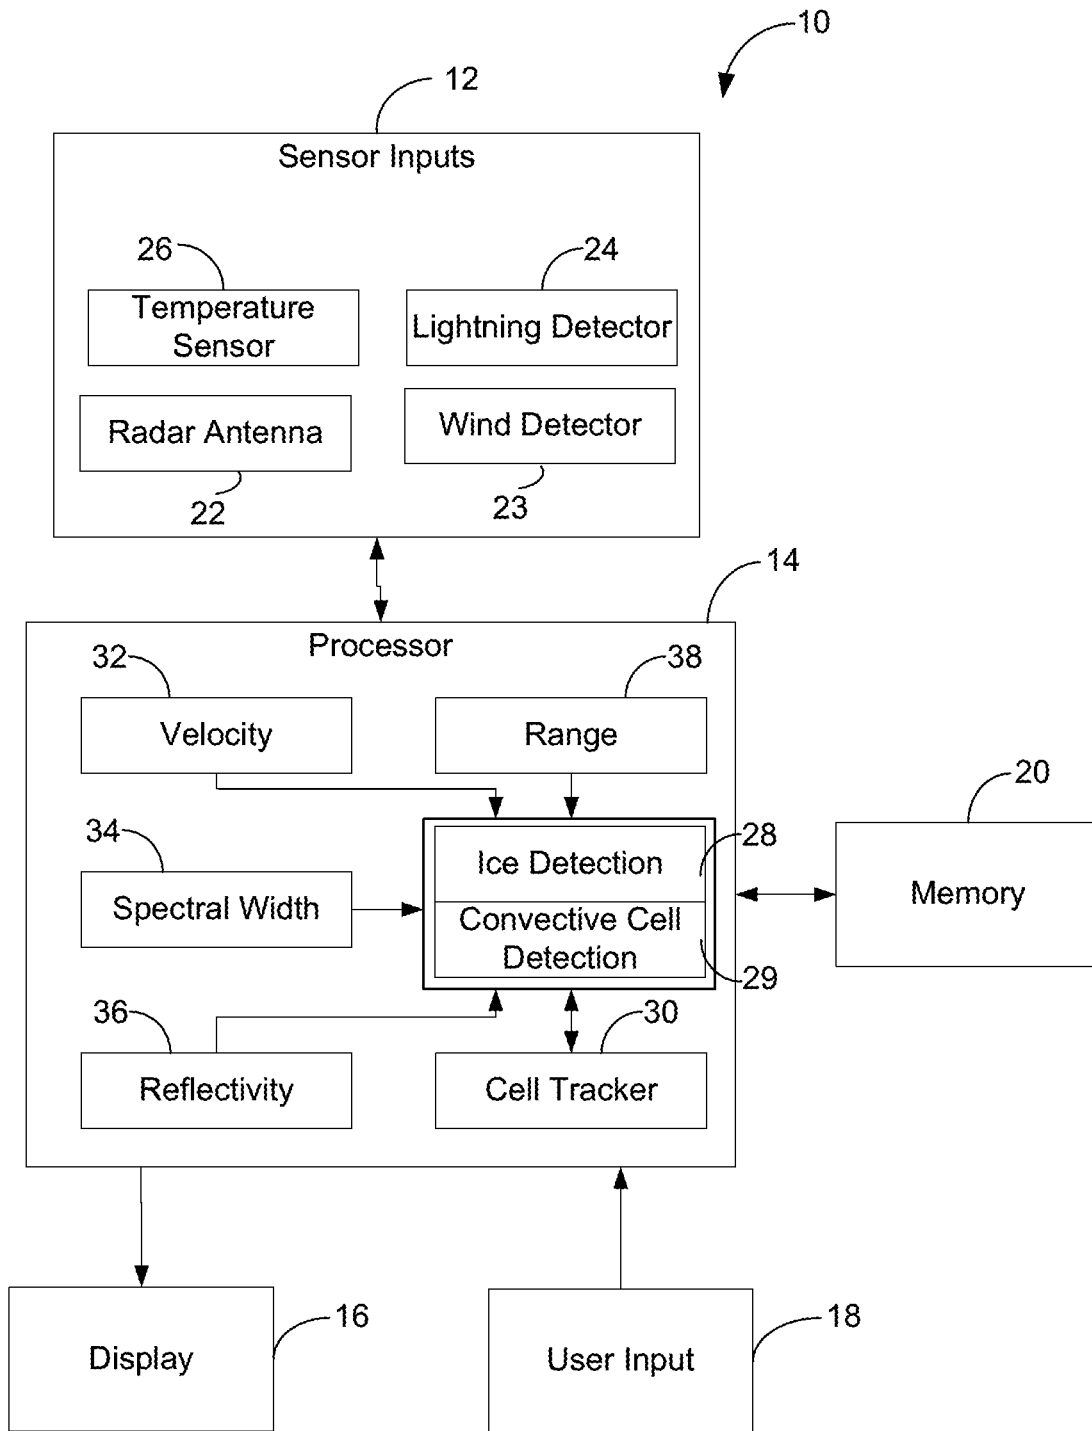 10
12
Sensor Inputs
26
24
Temperature
Sensor
Lightning Detector
Radar Antenna
Wind Detector
22
23
14
Processor
32
38
Velocity
Range
20
34
28
Ice Detection
Spectral Width
Convective Cell
Detection
Memory
29
36
30
Reflectivity
Cell Tracker
16
18
Display
User Input